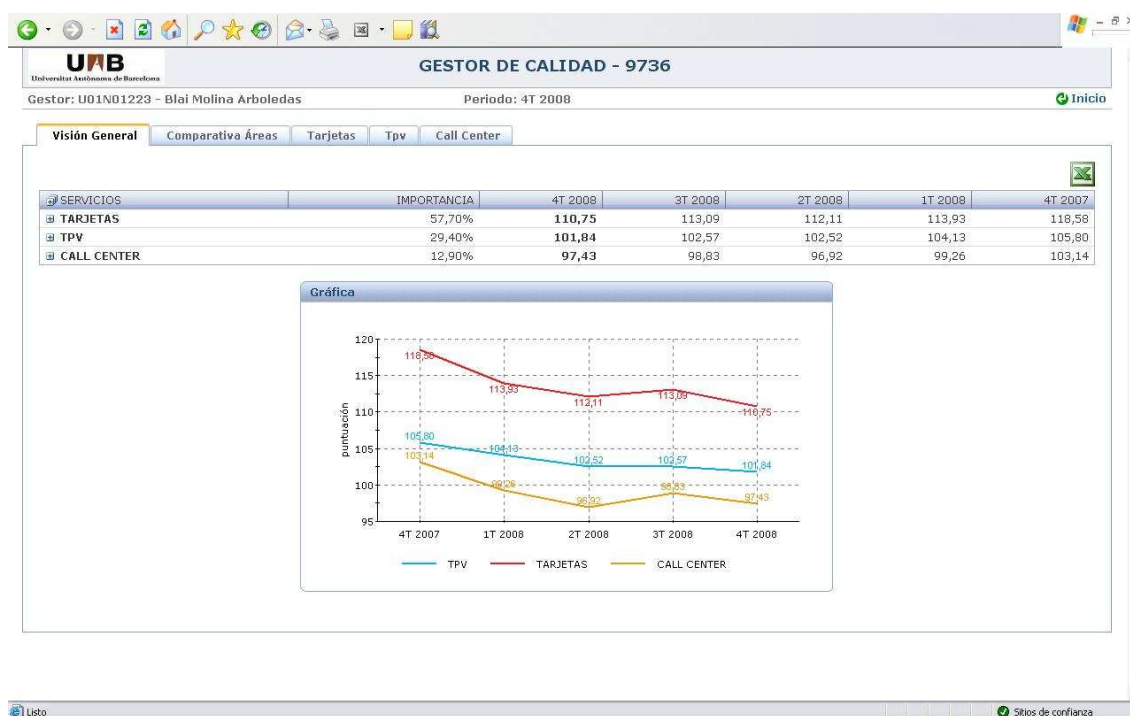 UAB
Universitat Autònoma de Barcelona
GESTOR DE CALIDAD - 9736
Gestor: U01N01223 - Blai Molina Arboledas Periodo: 4T 2008 Inicio
Visión General Comparativa Áreas Tarjetas Tpv Call Center
SERVICIOS IMPORTANCIA 4T 2008 3T 2008 2T 2008 1T 2008 4T 2007
TARJETAS 57,70% 110,75 113,09 112,11 113,93 118,58
TPV 29,40% 101,84 102,57 102,52 104,13 105,80
CALL CENTER 12,90% 97,43 98,83 96,92 99,26 103,14
Gráfica
puntuación
120
115
110
105
100
95
118,58
113,93
112,11
113,09
110,75
105,80
104,13
102,52
102,57
101,84
103,14
99,26
96,92
98,83
97,43
4T 2007 1T 2008 2T 2008 3T 2008 4T 2008
TPV TARJETAS CALL CENTER
Listo Sitios de confianza